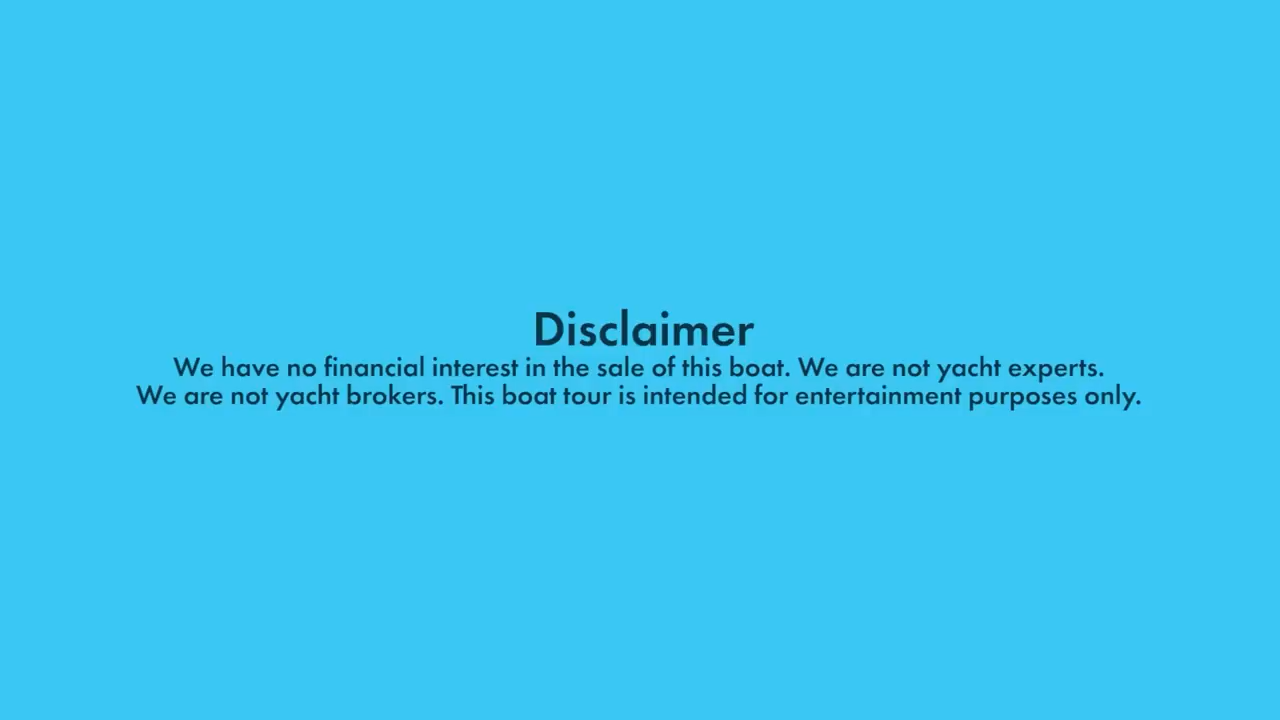 Disclaimer
We have no financial interest in the sale of this boat. We are not yacht experts.
We are not yacht brokers. This boat tour is intended for entertainment purposes only.